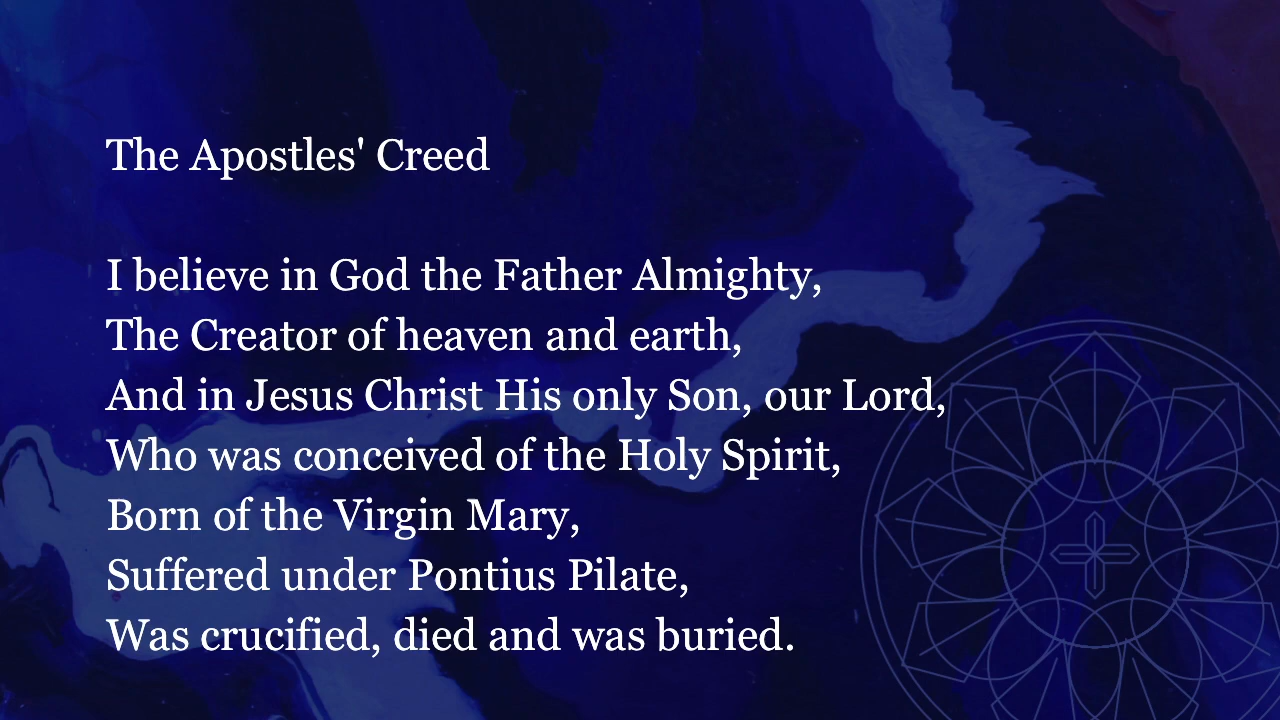 The Apostles' Creed
I believe in God the Father Almighty,
The Creator of heaven and earth,
And in Jesus Christ His only Son, our Lord,
Who was conceived of the Holy Spirit,
Born of the Virgin Mary,
Suffered under Pontius Pilate,
Was crucified, died and was buried.